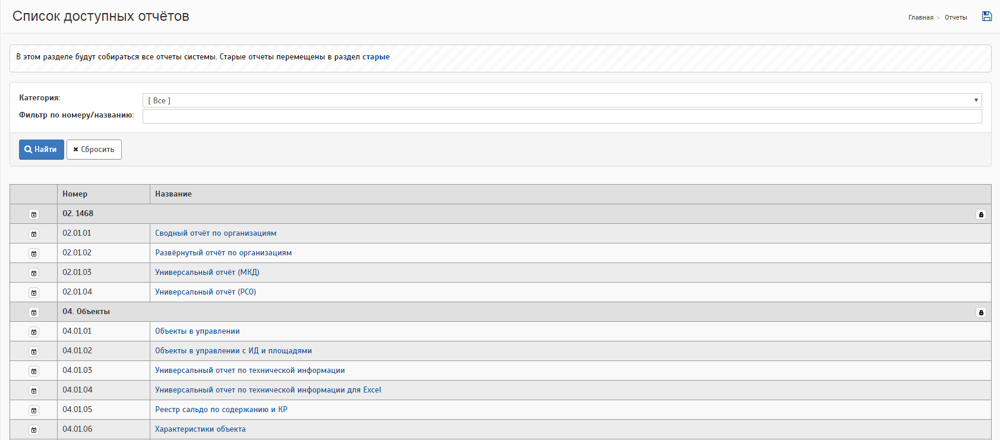 Список доступных отчётов
Главная > Отчеты
В этом разделе будут собираться все отчеты системы. Старые отчеты перемещены в раздел старые
Категория:
[ Все ]
Фильтр по номеру/названию:
Найти
Сбросить
Номер Название
02. 1468
02.01.01 Сводный отчёт по организациям
02.01.02 Развёрнутый отчёт по организациям
02.01.03 Универсальный отчёт (МКД)
02.01.04 Универсальный отчёт (РСО)
04. Объекты
04.01.01 Объекты в управлении
04.01.02 Объекты в управлении с ИД и площадями
04.01.03 Универсальный отчет по технической информации
04.01.04 Универсальный отчет по технической информации для Excel
04.01.05 Реестр сальдо по содержанию и КР
04.01.06 Характеристики объекта